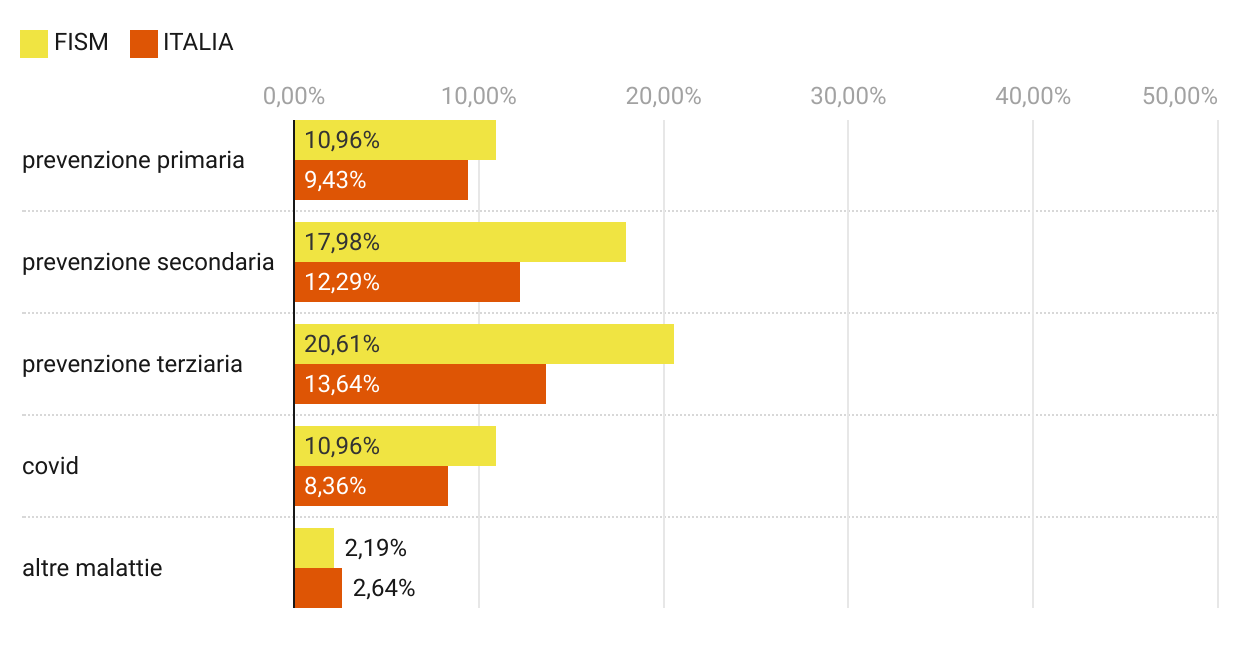 FISM ITALIA
0,00% 10,00% 20,00% 30,00% 40,00% 50,00%
prevenzione primaria
10,96%
9,43%
prevenzione secondaria
17,98%
12,29%
prevenzione terziaria
20,61%
13,64%
covid
10,96%
8,36%
altre malattie
2,19%
2,64%